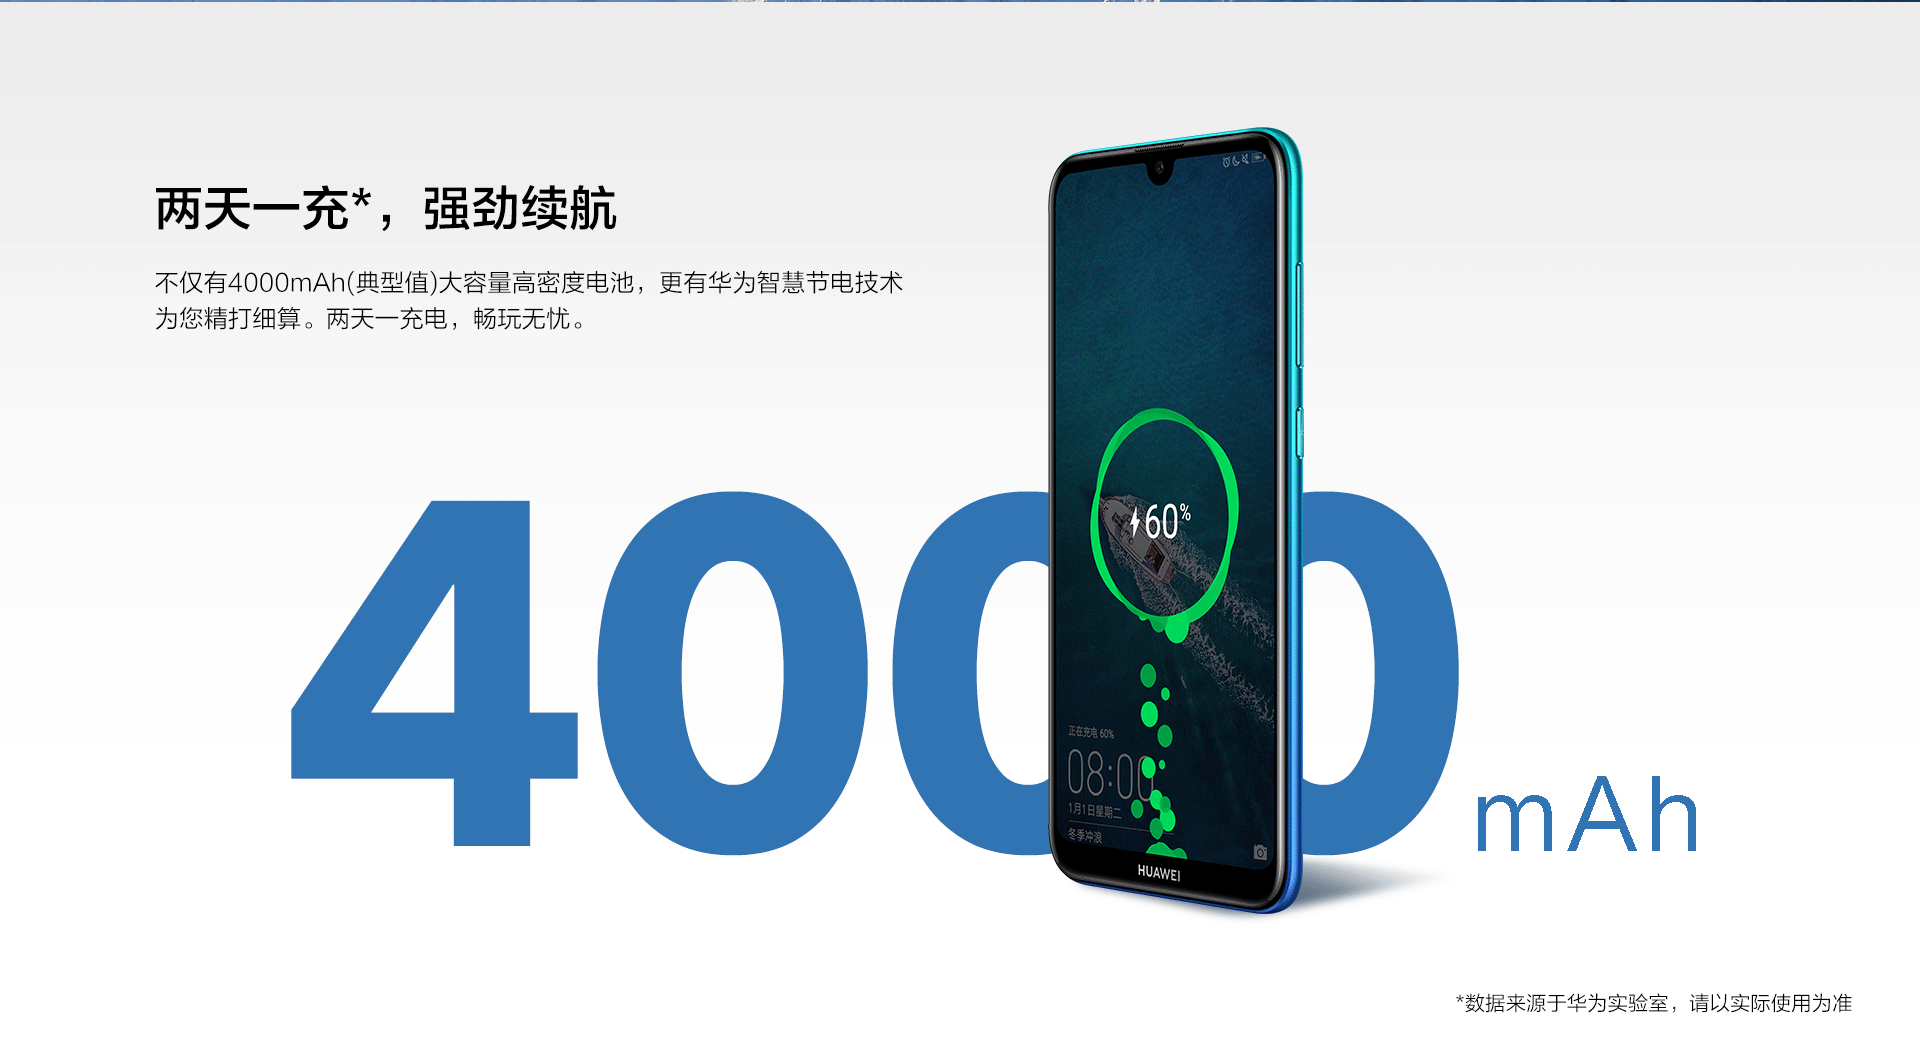 两天一充*，强劲续航
不仅有4000mAh(典型值)大容量高密度电池，更有华为智慧节电技术
为您精打细算。两天一充电，畅玩无忧。
4000 mAh
60%
正在充电 60%
08:00
1月1日星期二
冬季冲浪
HUAWEI
*数据来源于华为实验室，请以实际使用为准